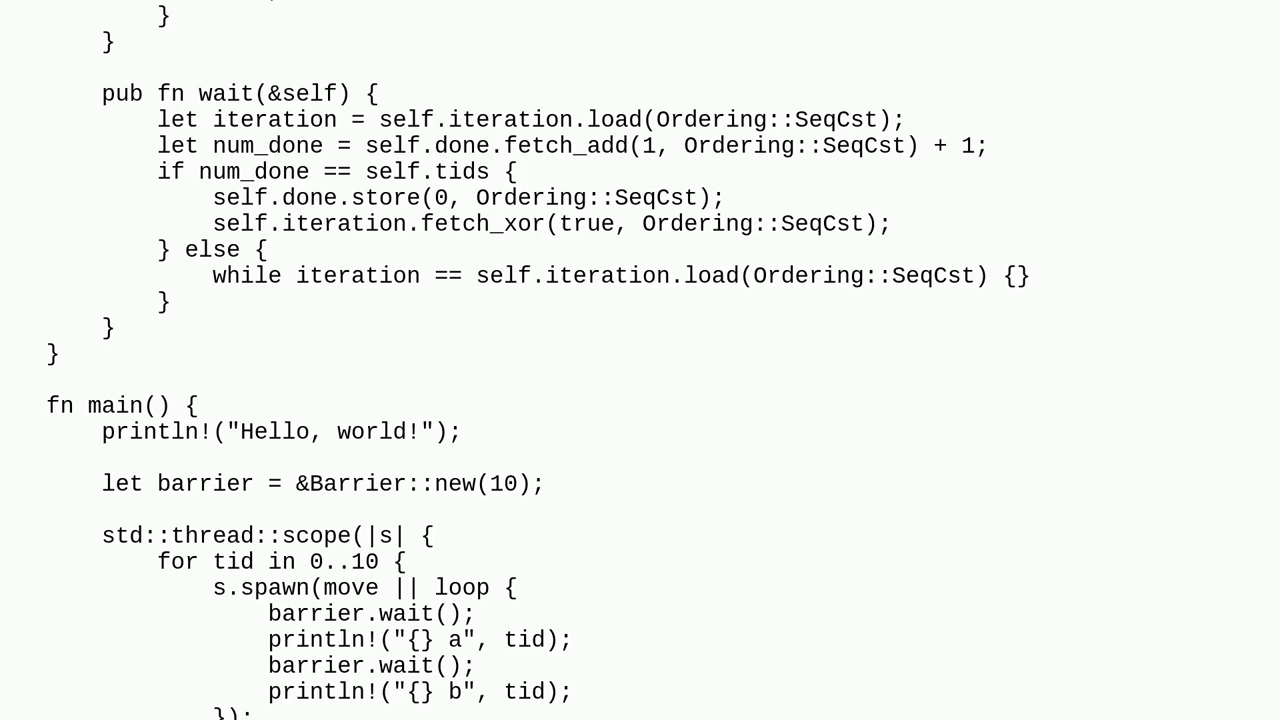 }
}
pub fn wait(&self) {
let iteration = self.iteration.load(Ordering::SeqCst);
let num_done = self.done.fetch_add(1, Ordering::SeqCst) + 1;
if num_done == self.tids {
self.done.store(0, Ordering::SeqCst);
self.iteration.fetch_xor(true, Ordering::SeqCst);
} else {
while iteration == self.iteration.load(Ordering::SeqCst) {}
}
}
}
fn main() {
println!("Hello, world!");
let barrier = &Barrier::new(10);
std::thread::scope(|s| {
for tid in 0..10 {
s.spawn(move || loop {
barrier.wait();
println!("{} a", tid);
barrier.wait();
println!("{} b", tid);
});